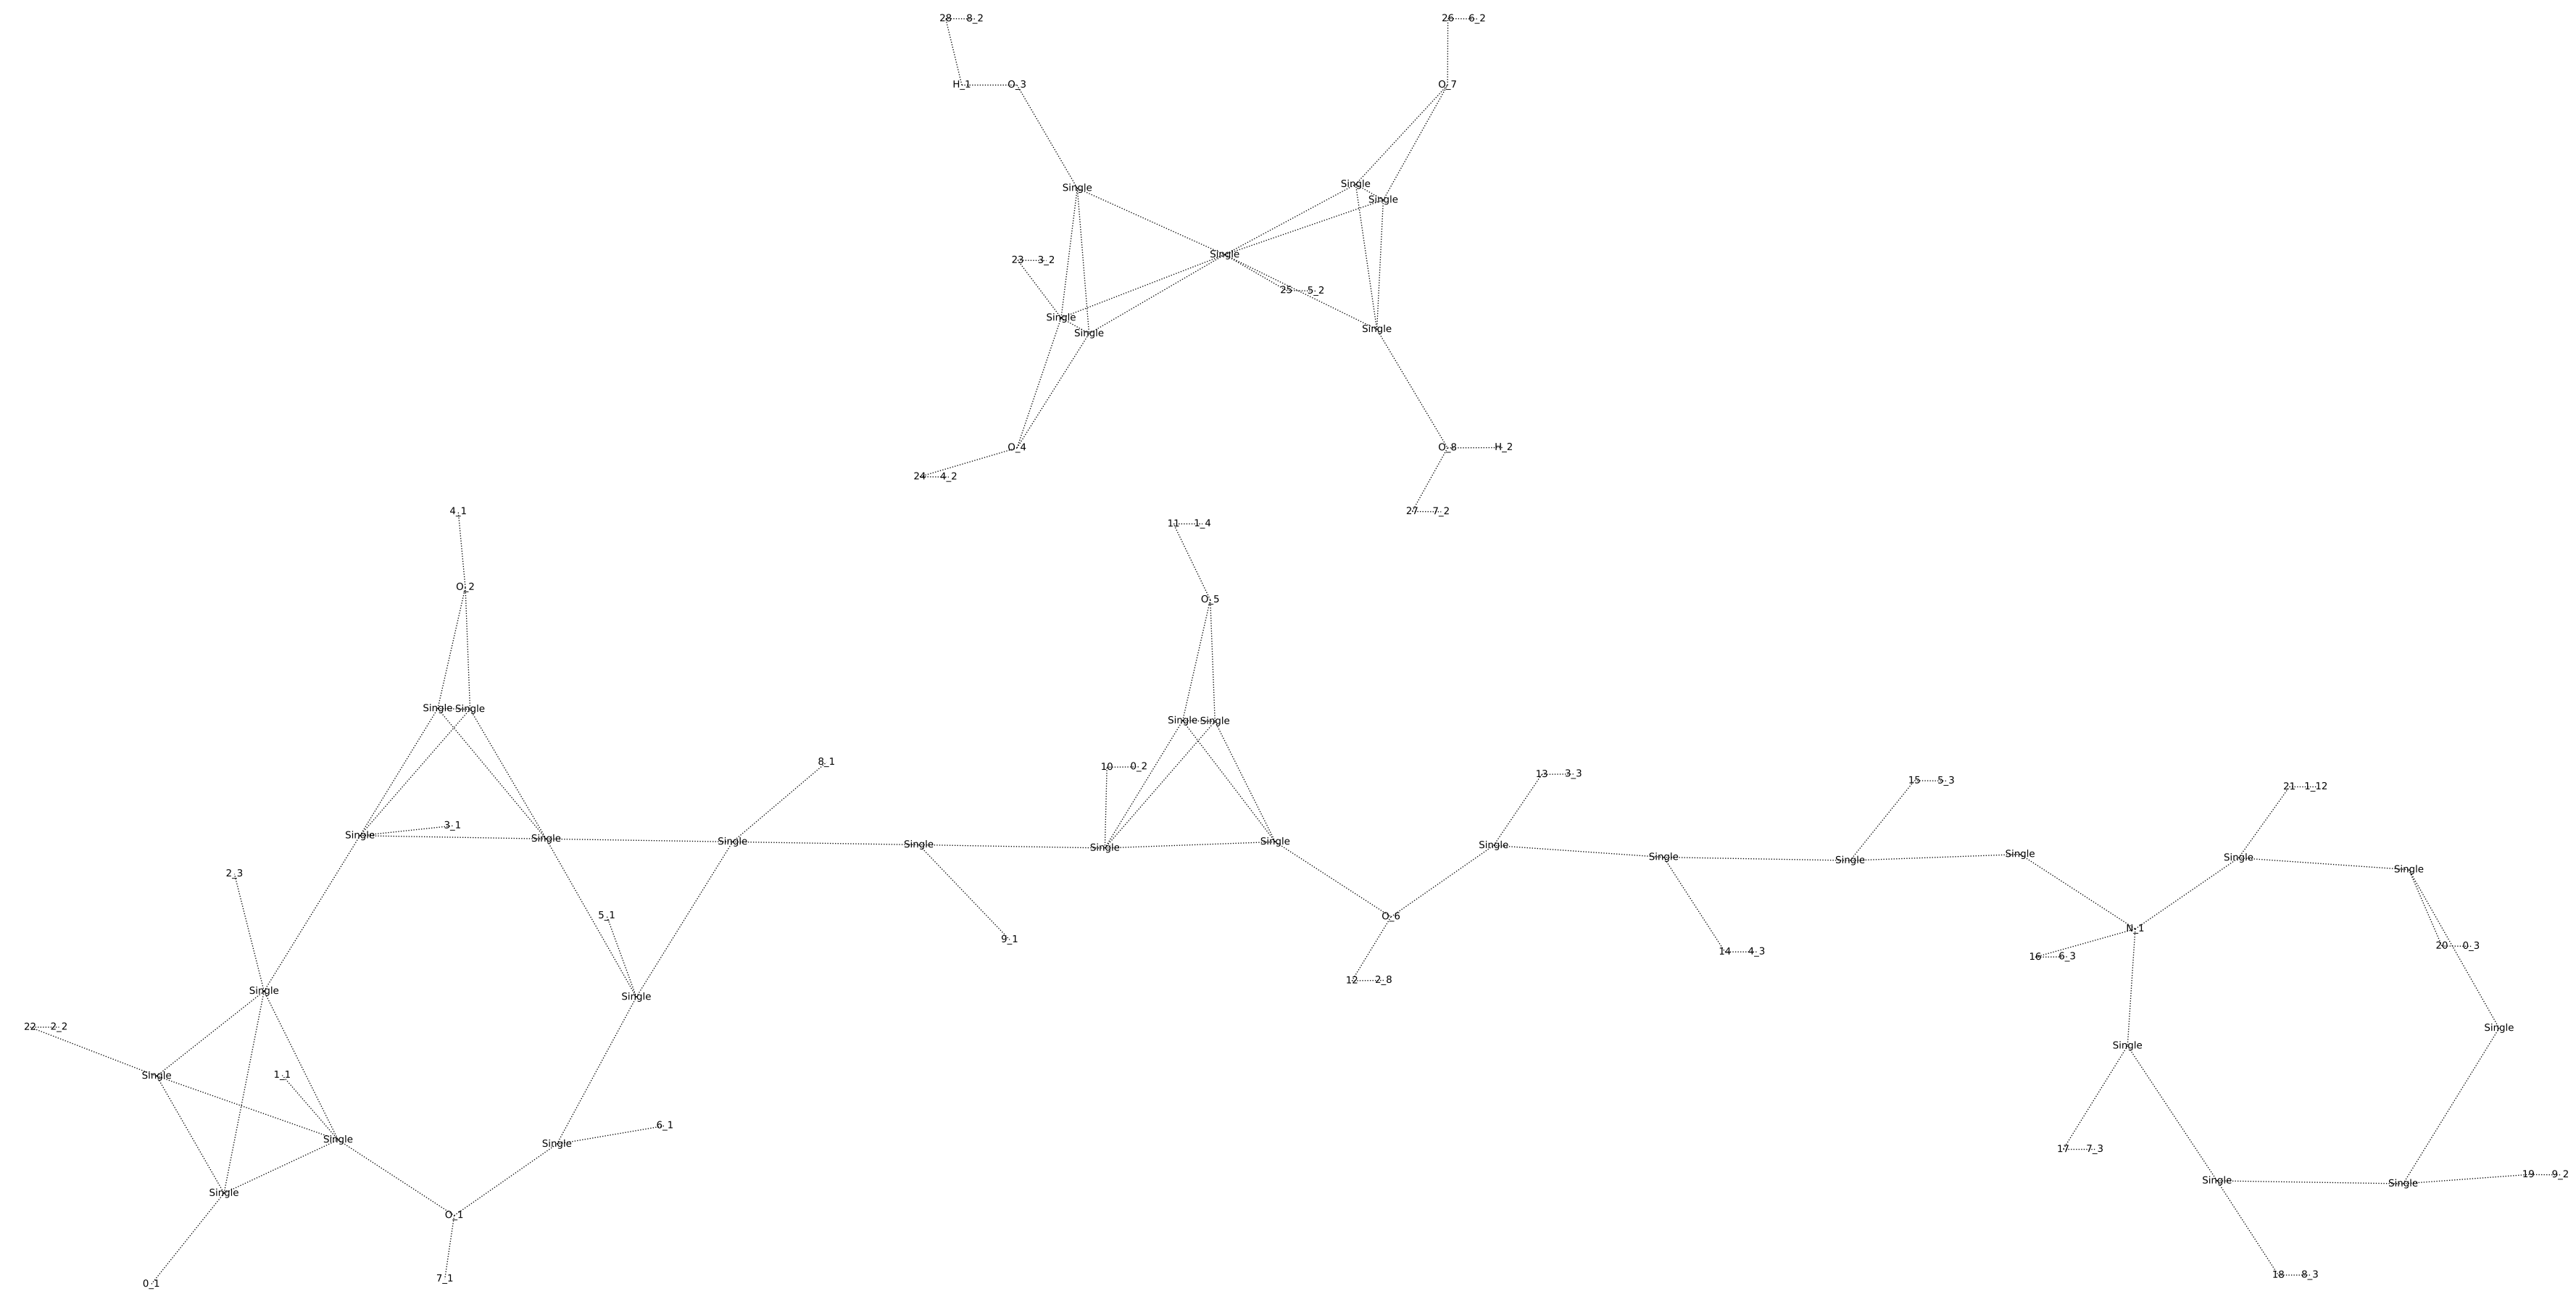 28 8_2
26 6_2
H_1 O_3
O_7
Single
Single
Single
Single
23 3_2
25 5_2
Single
Single
Single
O_4
O_8 H_2
24 4_2
4_1
27 7_2
11 1_4
O_2
O_5
Single Single
Single Single
8_1
10 0_2
13 3_3
15 5_3
21 1_12
3_1
Single
Single
Single
Single
Single
Single
Single
Single
Single
Single
Single
Single
2_3
5_1
O_6
N_1
9_1
20 0_3
16 6_3
14 4_3
12 2_8
Single
Single
22 2_2
Single
Single
1_1
Single
6_1
Single
Single
17 7_3
Single
Single
19 9_2
Single
O_1
0_1
7_1
18 8_3